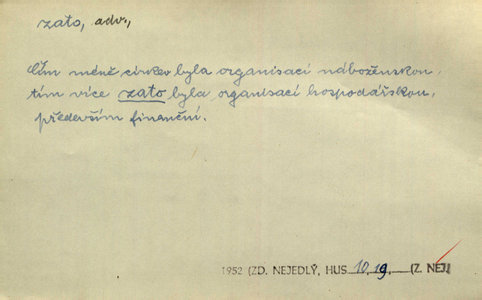 zato, adv.,
Čím méně církev byla organisací náboženskou,
tím více zato byla organisací hospodářskou,
především finanční.
1952 (ZD. NEJEDLÝ, HUS 10, 19. (Z. NEJ.)